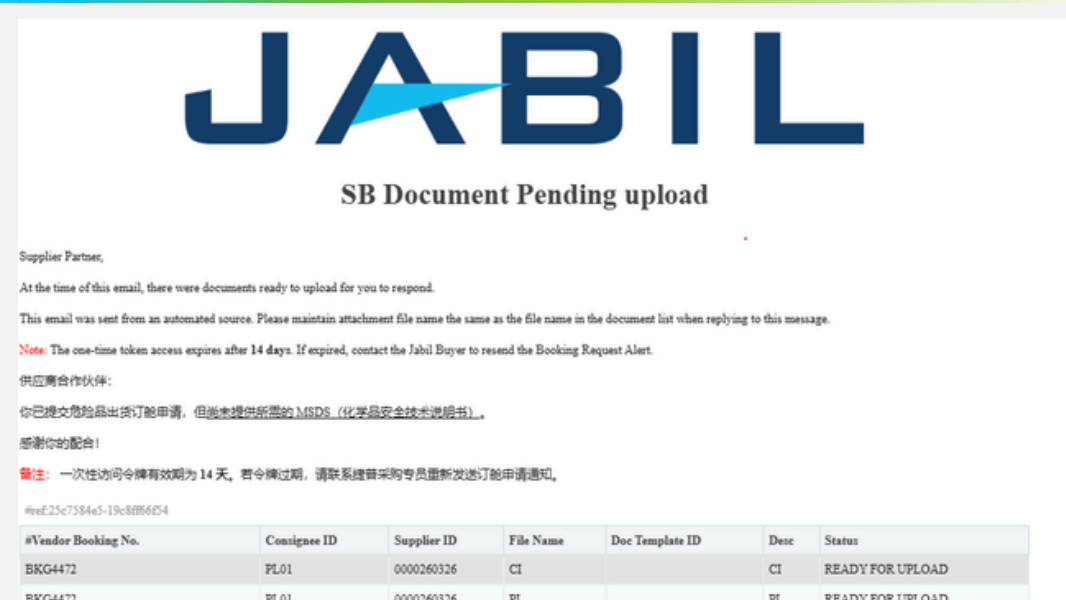 JABIL
SB Document Pending upload
Supplier Partner,
At the time of this email, there were documents ready to upload for you to respond.
This email was sent from an automated source. Please maintain attachment file name the same as the file name in the document list when replying to this message.
Note: The one-time token access expires after 14 days. If expired, contact the Jabil Buyer to resend the Booking Request Alert.
供应商合作伙伴：
你已提交危险品出货订舱申请，但尚未提供所需的 MSDS（化学品安全技术说明书）。
感谢你的配合！
备注： 一次性访问令牌有效期为 14 天。若令牌过期，请联系捷普采购专员重新发送订舱申请通知。
#Vendor Booking No. Consignee ID Supplier ID File Name Doc Template ID Desc Status
BKG4472 PL01 0000260326 CI CI READY FOR UPLOAD
BKG4472 PL01 0000260326 PL PL READY FOR UPLOAD